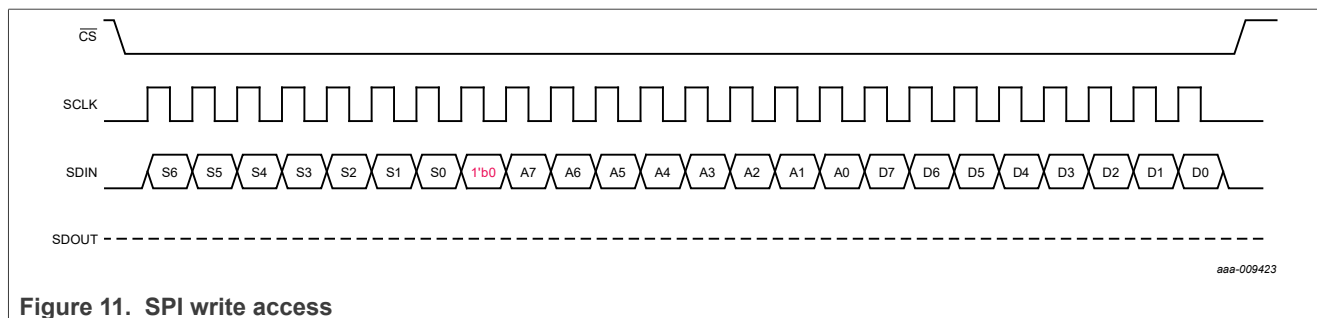 CS
SCLK
SDIN S6 S5 S4 S3 S2 S1 S0 1'b0 A7 A6 A5 A4 A3 A2 A1 A0 D7 D6 D5 D4 D3 D2 D1 D0
SDOUT
aaa-009423
Figure 11. SPI write access